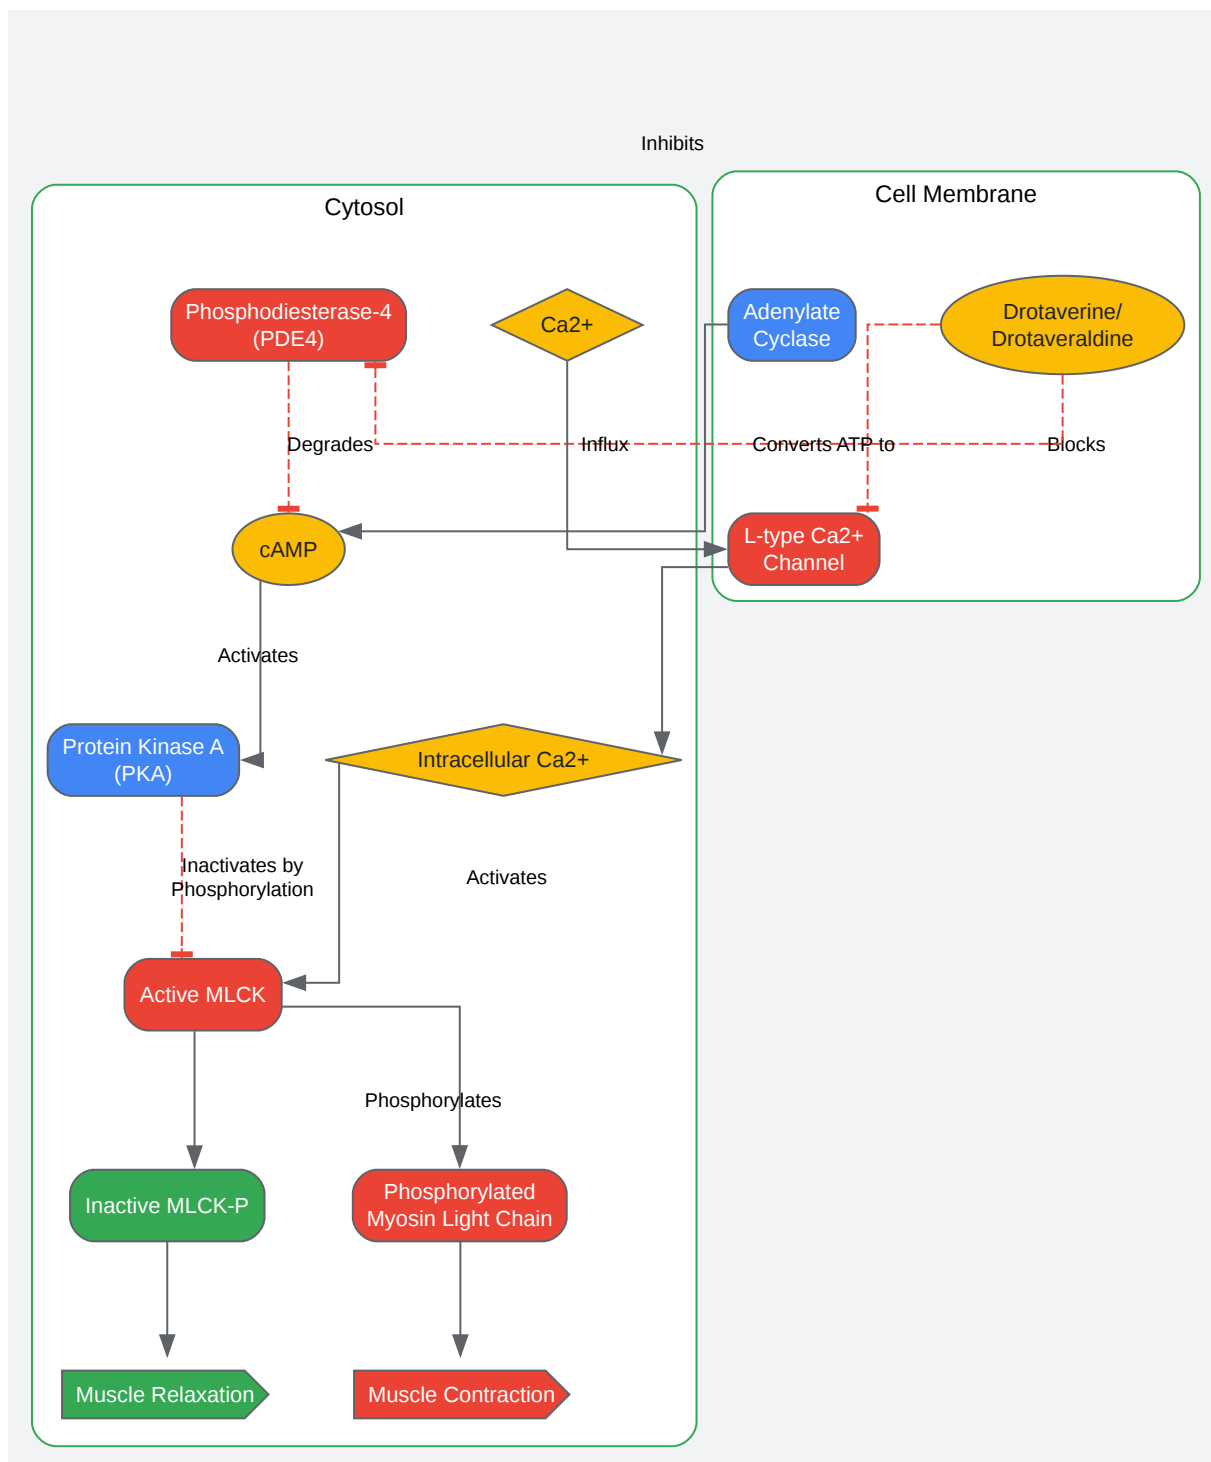 Inhibits
Cell Membrane
Cytosol
Phosphodiesterase-4
(PDE4)
Ca2+
Adenylate
Cyclase
Drotaverine/
Drotaveraldine
Degrades
Influx
Converts ATP to
Blocks
cAMP
L-type Ca2+
Channel
Activates
Protein Kinase A
(PKA)
Intracellular Ca2+
Inactivates by
Phosphorylation
Activates
Active MLCK
Phosphorylates
Inactive MLCK-P
Phosphorylated
Myosin Light Chain
Muscle Relaxation
Muscle Contraction